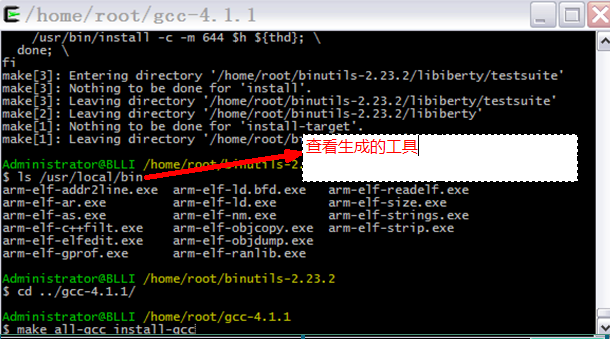 /home/root/gcc-4.1.1
/usr/bin/install -c -m 644 $h ${thd}; \
done; \
fi
make[3]: Entering directory '/home/root/binutils-2.23.2/libiberty/testsuite'
make[3]: Nothing to be done for 'install'.
make[3]: Leaving directory '/home/root/binutils-2.23.2/libiberty/testsuite'
make[2]: Leaving directory '/home/root/binutils-2.23.2/libiberty'
make[1]: Nothing to be done for 'install-target'.
make[1]: Leaving directory '/home/root/bi
查看生成的工具
Administrator@BLLI /home/root/binutils-2.
$ ls /usr/local/bin
arm-elf-addr2line.exe arm-elf-ld.bfd.exe arm-elf-readelf.exe
arm-elf-ar.exe arm-elf-ld.exe arm-elf-size.exe
arm-elf-as.exe arm-elf-nm.exe arm-elf-strings.exe
arm-elf-c++filt.exe arm-elf-objcopy.exe arm-elf-strip.exe
arm-elf-elfedit.exe arm-elf-objdump.exe
arm-elf-gprof.exe arm-elf-ranlib.exe
Administrator@BLLI /home/root/binutils-2.23.2
$ cd ../gcc-4.1.1/
Administrator@BLLI /home/root/gcc-4.1.1
$ make all-gcc install-gcc